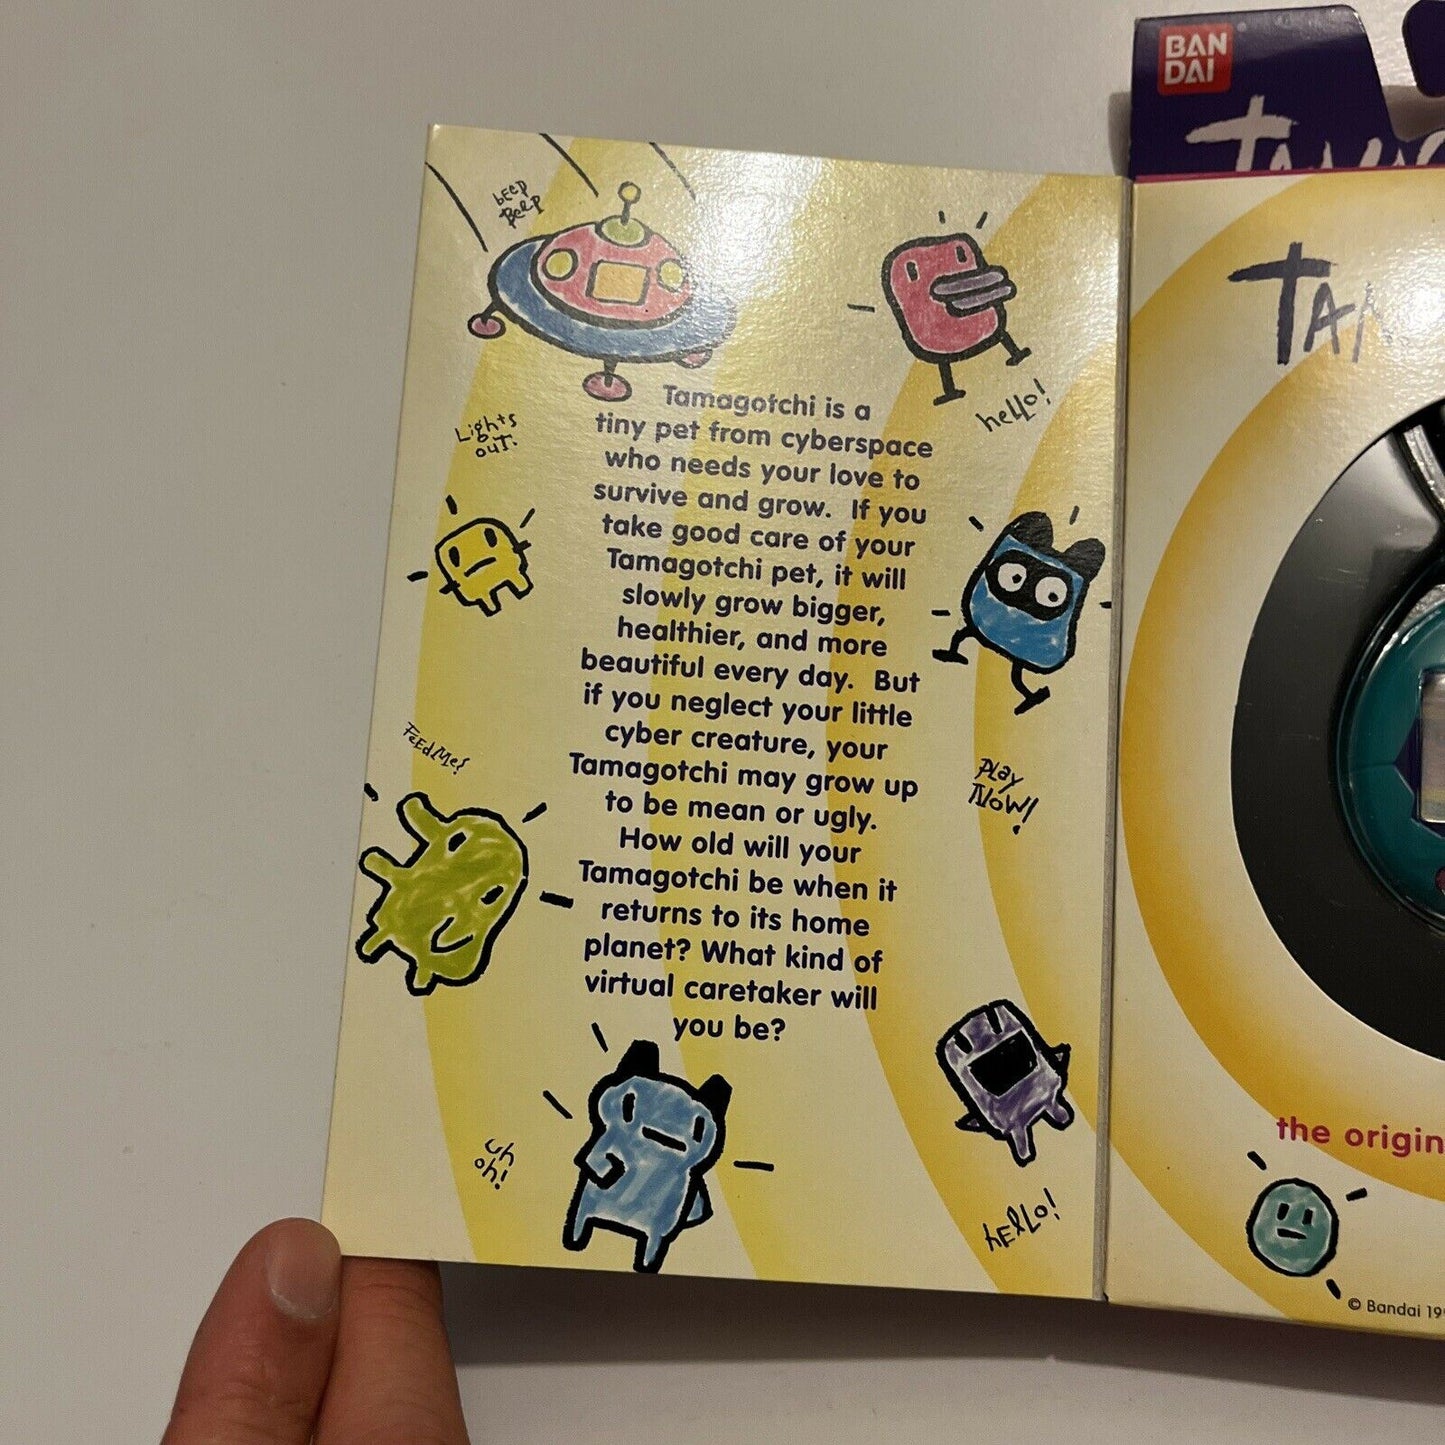 BAN
DAI
beep
Beep
Tamagotchi is a
tiny pet from cyberspace
who needs your love to
survive and grow. If you
take good care of your
Tamagotchi pet, it will
slowly grow bigger,
healthier, and more
beautiful every day. But
if you neglect your little
cyber creature, your
Tamagotchi may grow up
to be mean or ugly.
How old will your
Tamagotchi be when it
returns to its home
planet? What kind of
virtual caretaker will
you be?
hello!
Lights
out.
Feed Me!
Play
Now!
Uh
oh!
hELLo!
TAM
the origin
© Bandai 19